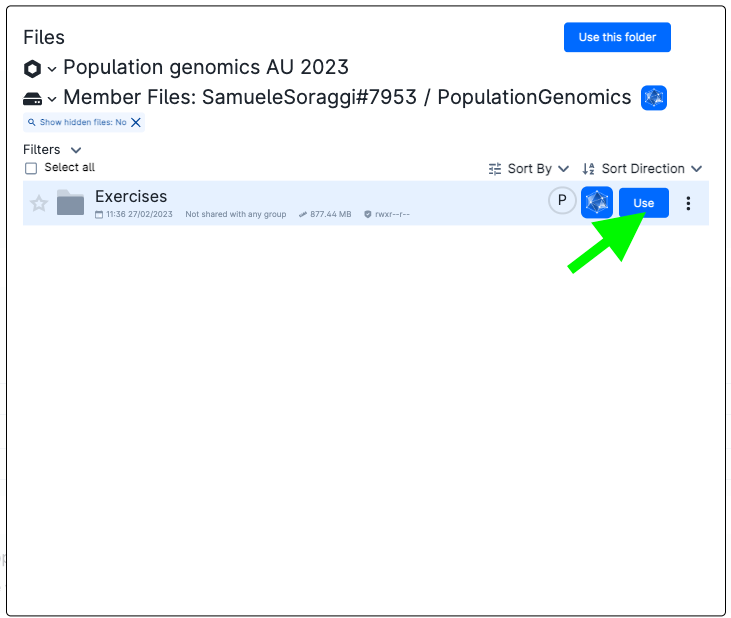 Files
Use this folder
Population genomics AU 2023
Member Files: SamueleSoraggi#7953 / PopulationGenomics
Show hidden files: No
Filters
Select all
Sort By
Sort Direction
Exercises
11:36 27/02/2023 Not shared with any group 877.44 MB rwxr--r--
P
Use